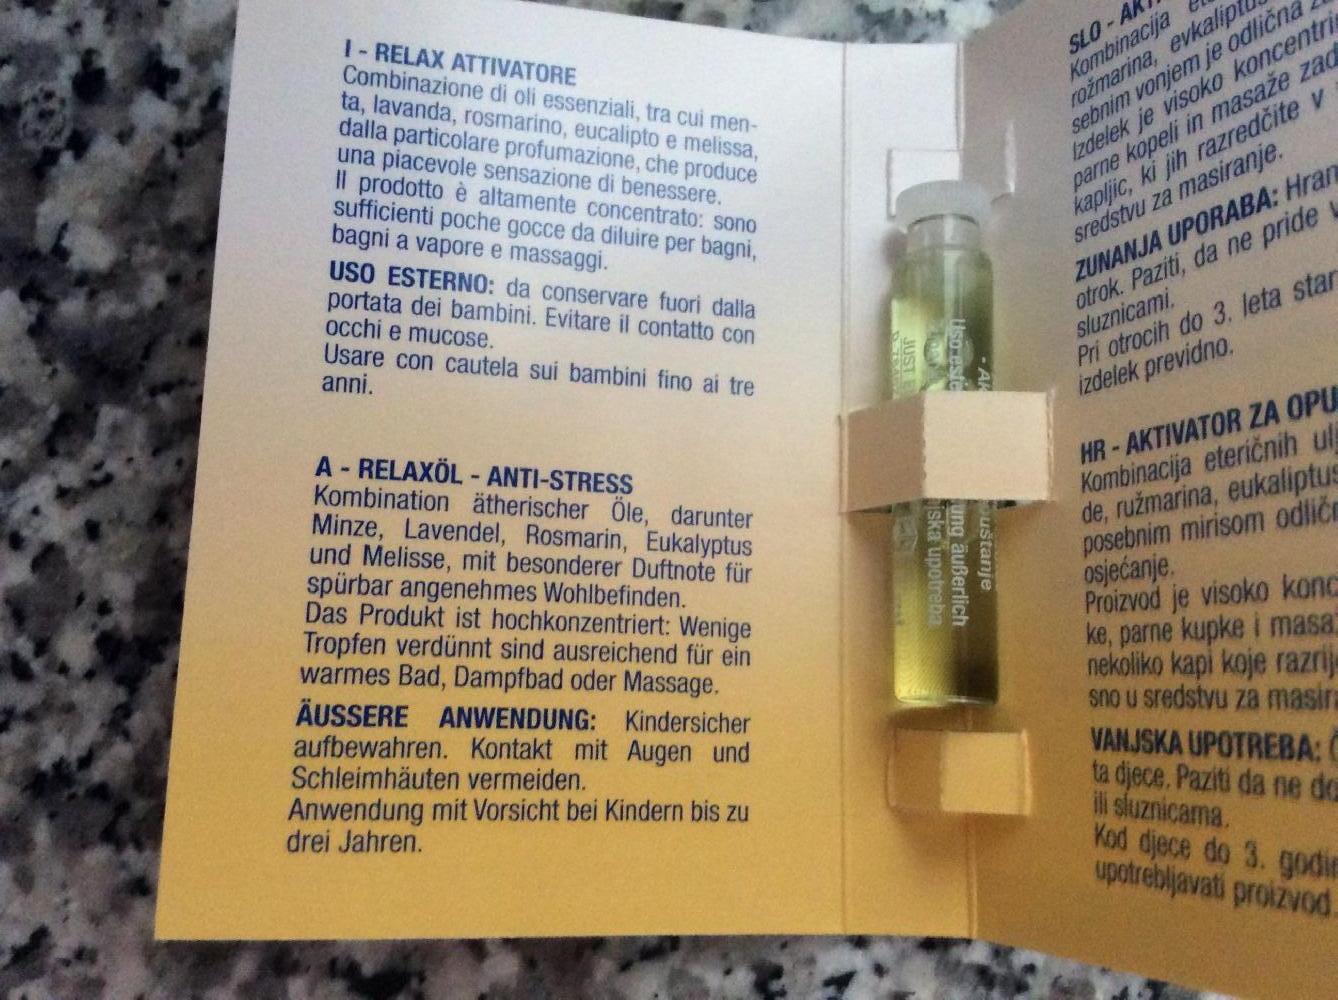 I - RELAX ATTIVATORE
Combinazione di oli essenziali, tra cui men-
ta, lavanda, rosmarino, eucalipto e melissa,
dalla particolare profumazione, che produce
una piacevole sensazione di benessere.
Il prodotto è altamente concentrato: sono
sufficienti poche gocce da diluire per bagni,
bagni a vapore e massaggi.
USO ESTERNO: da conservare fuori dalla
portata dei bambini. Evitare il contatto con
occhi e mucose.
Usare con cautela sui bambini fino ai tre
anni.
A - RELAXÖL - ANTI-STRESS
Kombination ätherischer Öle, darunter
Minze, Lavendel, Rosmarin, Eukalyptus
und Melisse, mit besonderer Duftnote für
spürbar angenehmes Wohlbefinden.
Das Produkt ist hochkonzentriert: Wenige
Tropfen verdünnt sind ausreichend für ein
warmes Bad, Dampfbad oder Massage.
ÄUSSERE ANWENDUNG: Kindersicher
aufbewahren. Kontakt mit Augen und
Schleimhäuten vermeiden.
Anwendung mit Vorsicht bei Kindern bis zu
drei Jahren.
JUST
Uso
uštanje
ung äußerlich
jska upotreba
SLO - AKT
Kombinacija
rožmarina, evkaliptus
sebnim vonjem je odlična
Izdelek je visoko koncentri
parne kopeli in masaže zad
kapljic, ki jih razredčite v
sredstvu za masiranje.
ZUNANJA UPORABA: Hran
otrok. Paziti, da ne pride
sluznicami.
Pri otrocih do 3. leta star
izdelek previdno.
HR - AKTIVATOR ZA OPU
Kombinacija eteričnih ulj
de, ružmarina, eukaliptus
posebnim mirisom odličn
osjećanje.
Proizvod je visoko konc
ke, parne kupke i masa
nekoliko kapi koje razrij
sno u sredstvu za masir
VANJSKA UPOTREBA:
ta djece. Paziti da ne do
ili sluznicama.
Kod djece do 3. godin
upotrebljavati proizvod.